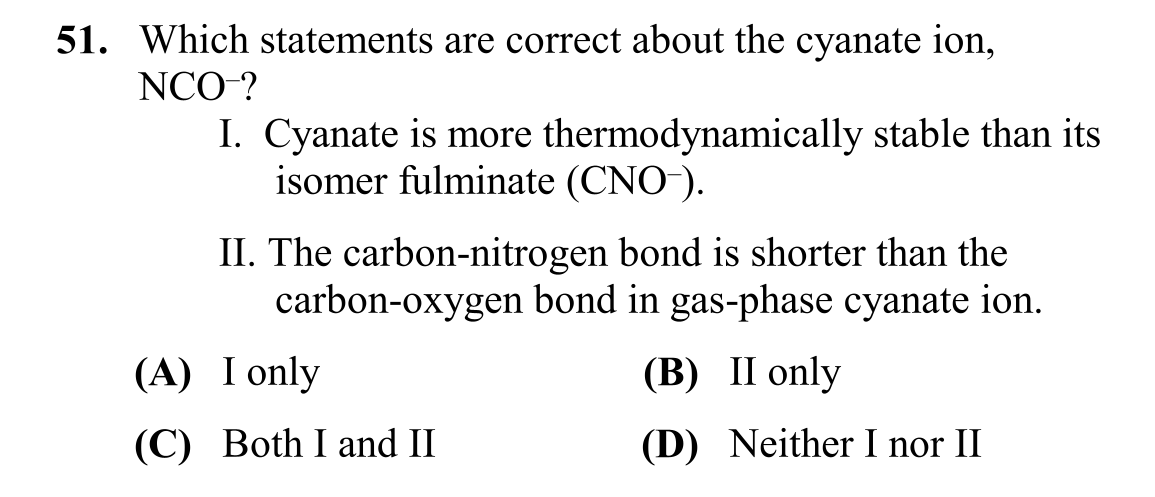 51. Which statements are correct about the cyanate ion,
NCO⁻?
I. Cyanate is more thermodynamically stable than its
isomer fulminate (CNO⁻).
II. The carbon-nitrogen bond is shorter than the
carbon-oxygen bond in gas-phase cyanate ion.
(A) I only (B) II only
(C) Both I and II (D) Neither I nor II